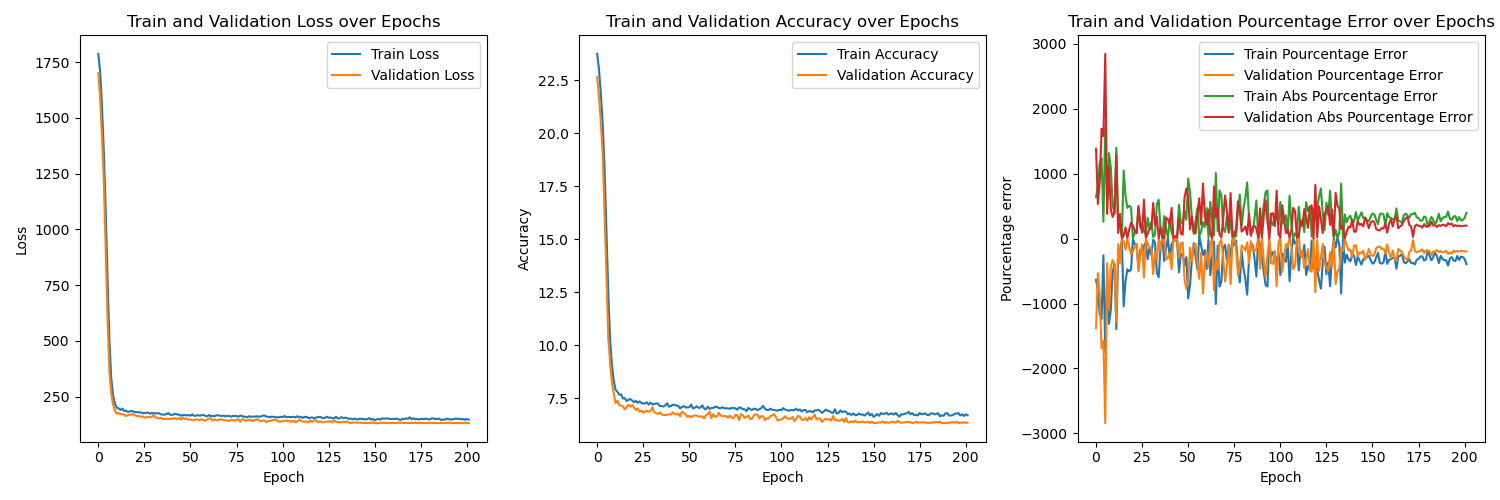 Train and Validation Loss over Epochs
Train Loss
Validation Loss
Loss
1750
1500
1250
1000
750
500
250
0 25 50 75 100 125 150 175 200
Epoch
Train and Validation Accuracy over Epochs
Train Accuracy
Validation Accuracy
Accuracy
22.5
20.0
17.5
15.0
12.5
10.0
7.5
0 25 50 75 100 125 150 175 200
Epoch
Train and Validation Pourcentage Error over Epochs
Train Pourcentage Error
Validation Pourcentage Error
Train Abs Pourcentage Error
Validation Abs Pourcentage Error
Pourcentage error
3000
2000
1000
0
−1000
−2000
−3000
0 25 50 75 100 125 150 175 200
Epoch